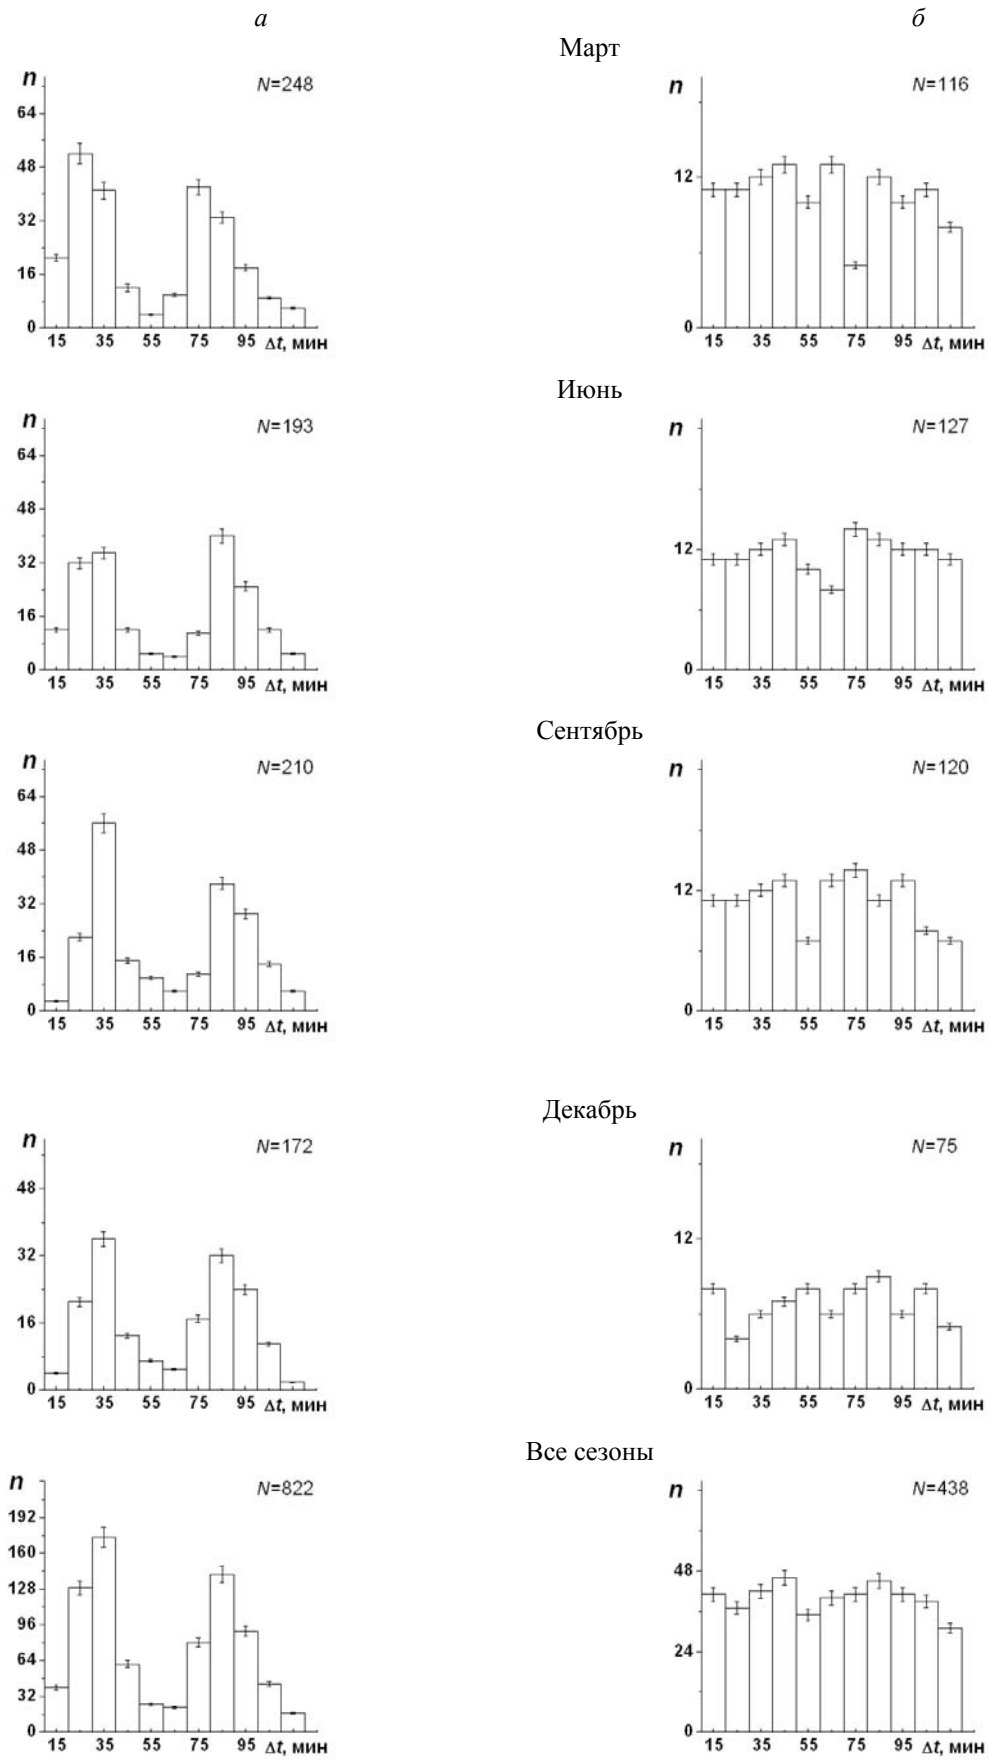 а б
Март
n N=248
64
48
32
16
0
15 35 55 75 95 Δt, мин
n N=116
12
0
15 35 55 75 95 Δt, мин
Июнь
n N=193
64
48
32
16
0
15 35 55 75 95 Δt, мин
n N=127
12
0
15 35 55 75 95 Δt, мин
Сентябрь
n N=210
64
48
32
16
0
15 35 55 75 95 Δt, мин
n N=120
12
0
15 35 55 75 95 Δt, мин
Декабрь
n N=172
48
32
16
0
15 35 55 75 95 Δt, мин
n N=75
12
0
15 35 55 75 95 Δt, мин
Все сезоны
n N=822
192
160
128
96
64
32
0
15 35 55 75 95 Δt, мин
n N=438
48
24
0
15 35 55 75 95 Δt, мин